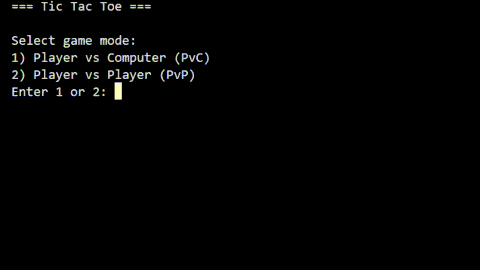 === Tic Tac Toe ===
Select game mode:
1) Player vs Computer (PvC)
2) Player vs Player (PvP)
Enter 1 or 2: